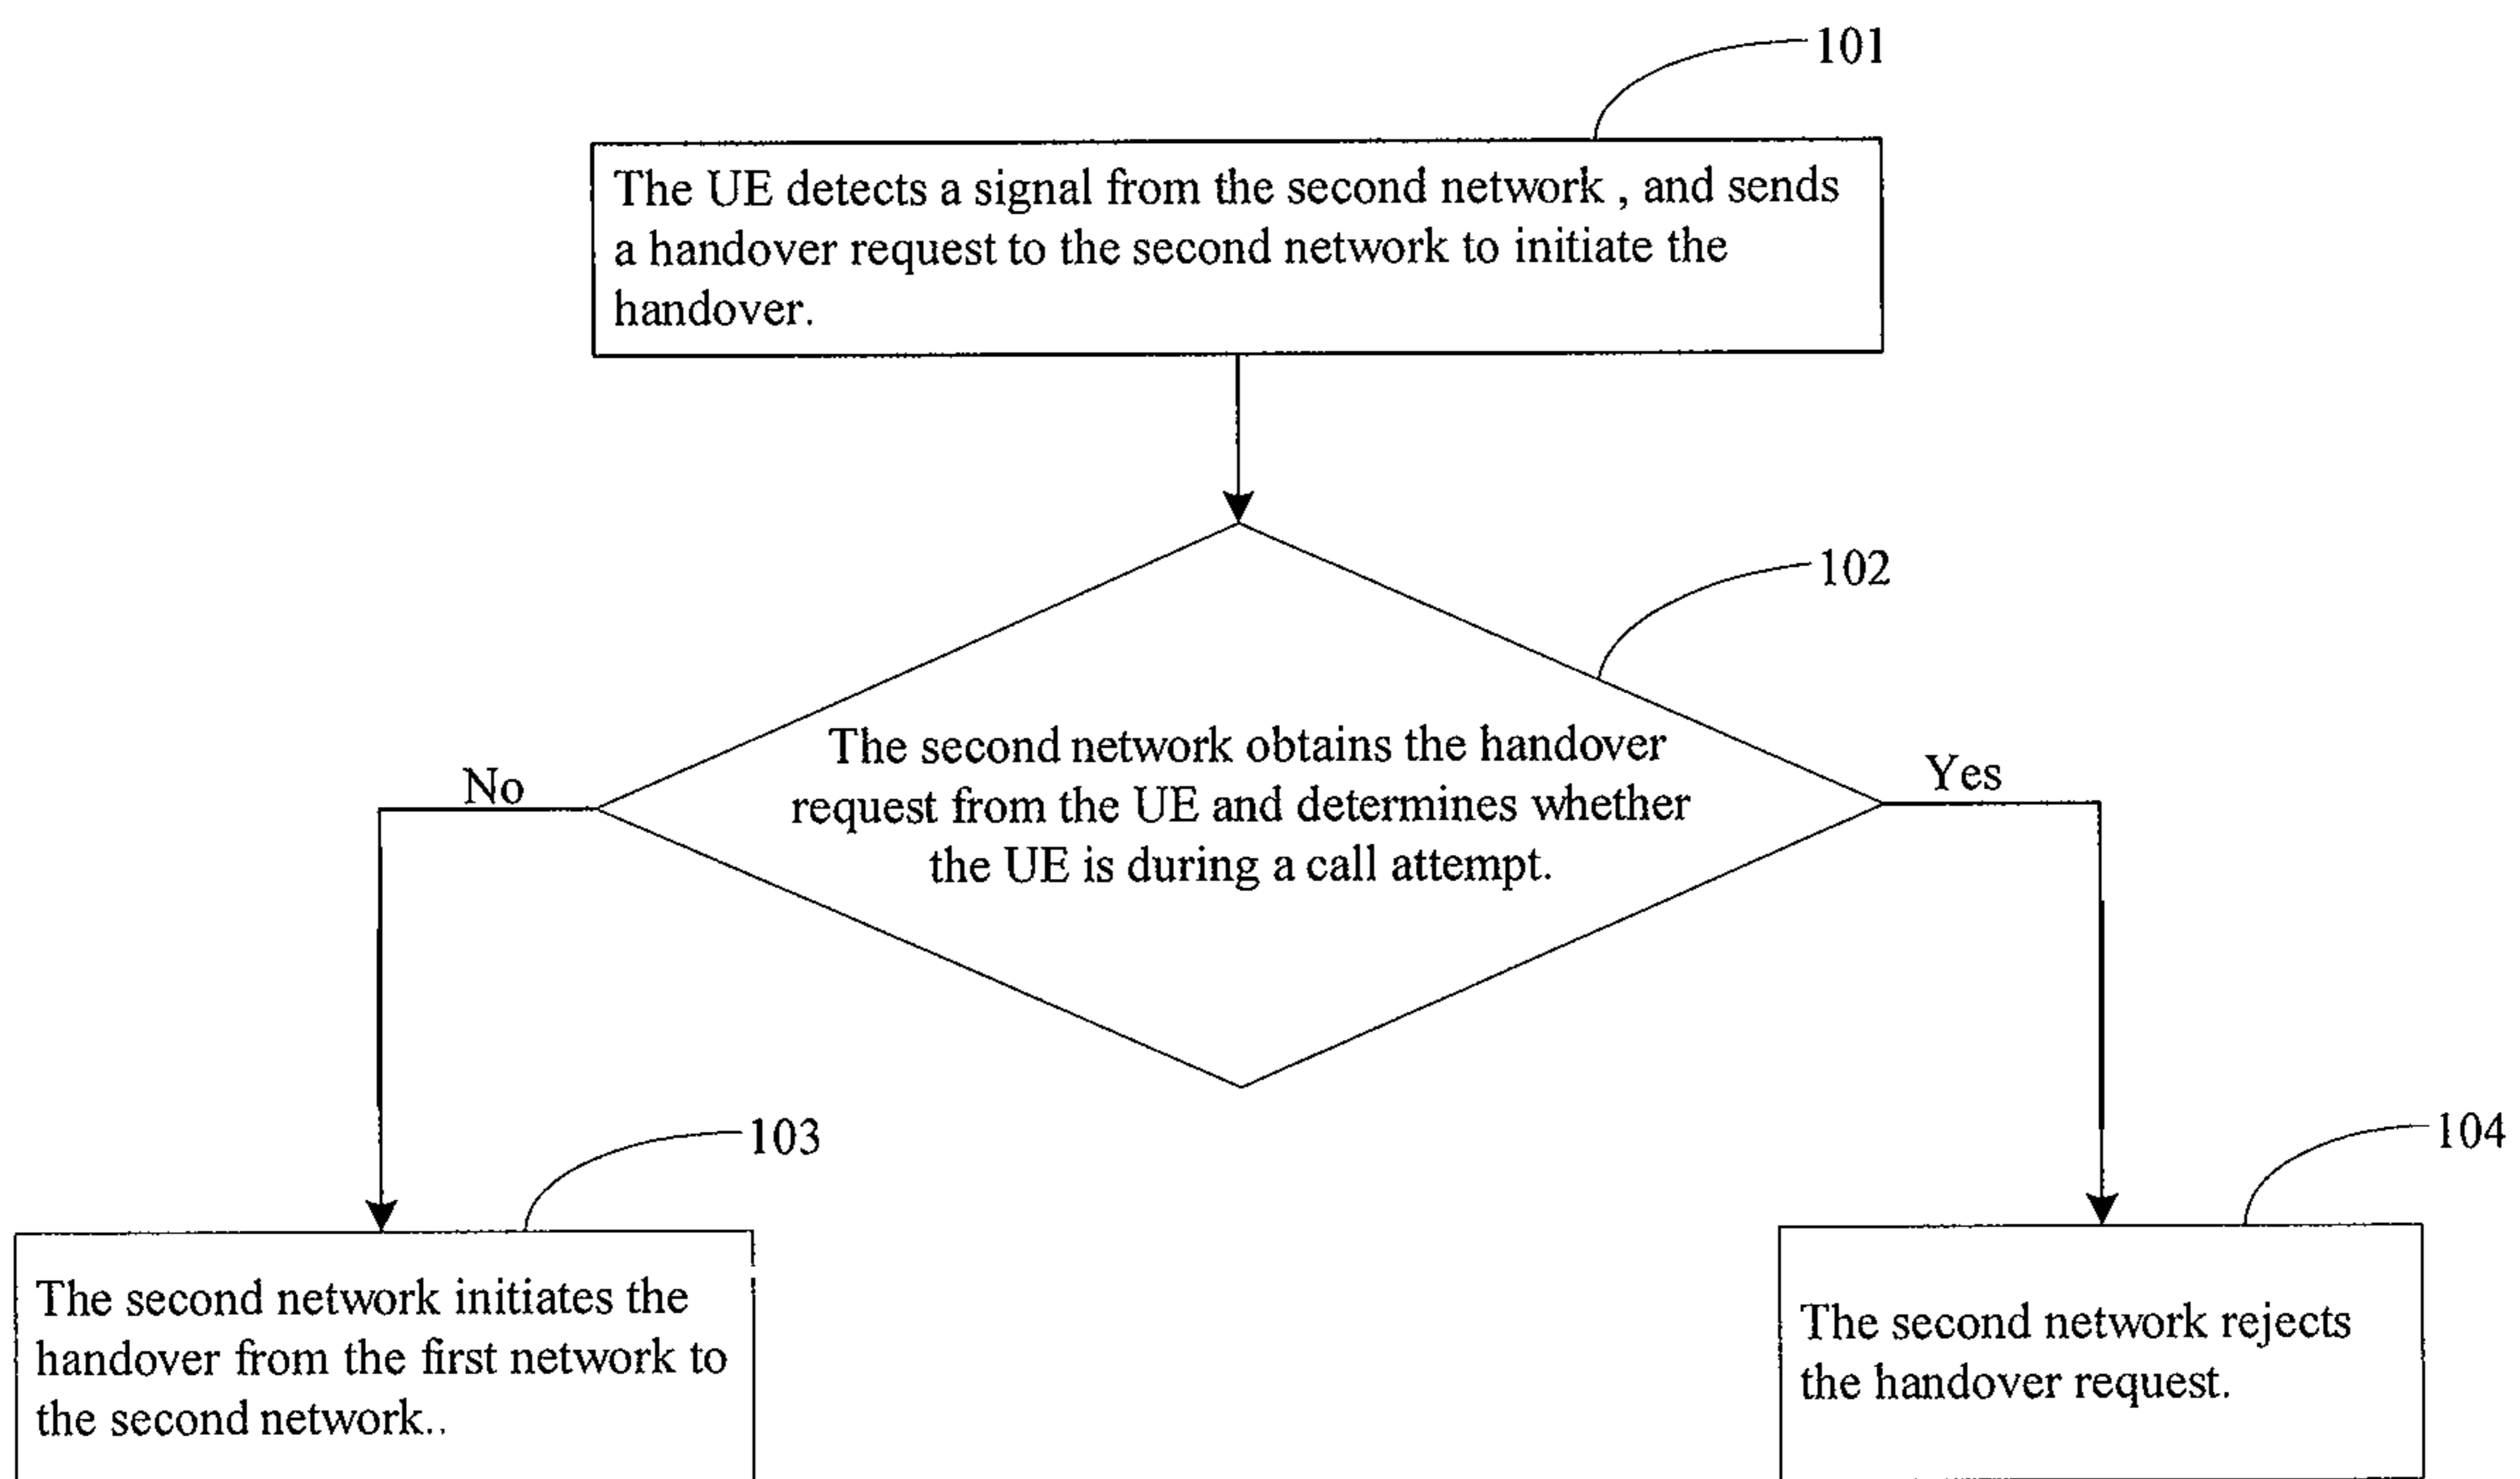 101
The UE detects a signal from the second network , and sends
a handover request to the second network to initiate the
handover.
102
The second network obtains the handover
request from the UE and determines whether
the UE is during a call attempt.
No
Yes
103
104
The second network initiates the
handover from the first network to
the second network..
The second network rejects
the handover request.